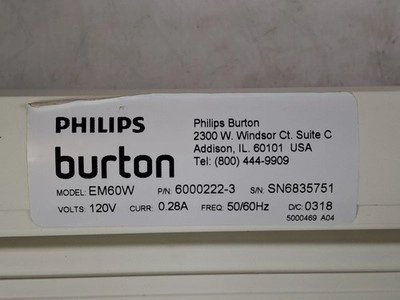 PHILIPS
burton
Philips Burton
2300 W. Windsor Ct. Suite C
Addison, IL. 60101 USA
Tel: (800) 444-9909
MODEL: EM60W P/N: 6000222-3 S/N: SN6835751
VOLTS: 120V CURR: 0.28A FREQ: 50/60Hz D/C: 0318
5000469 A04